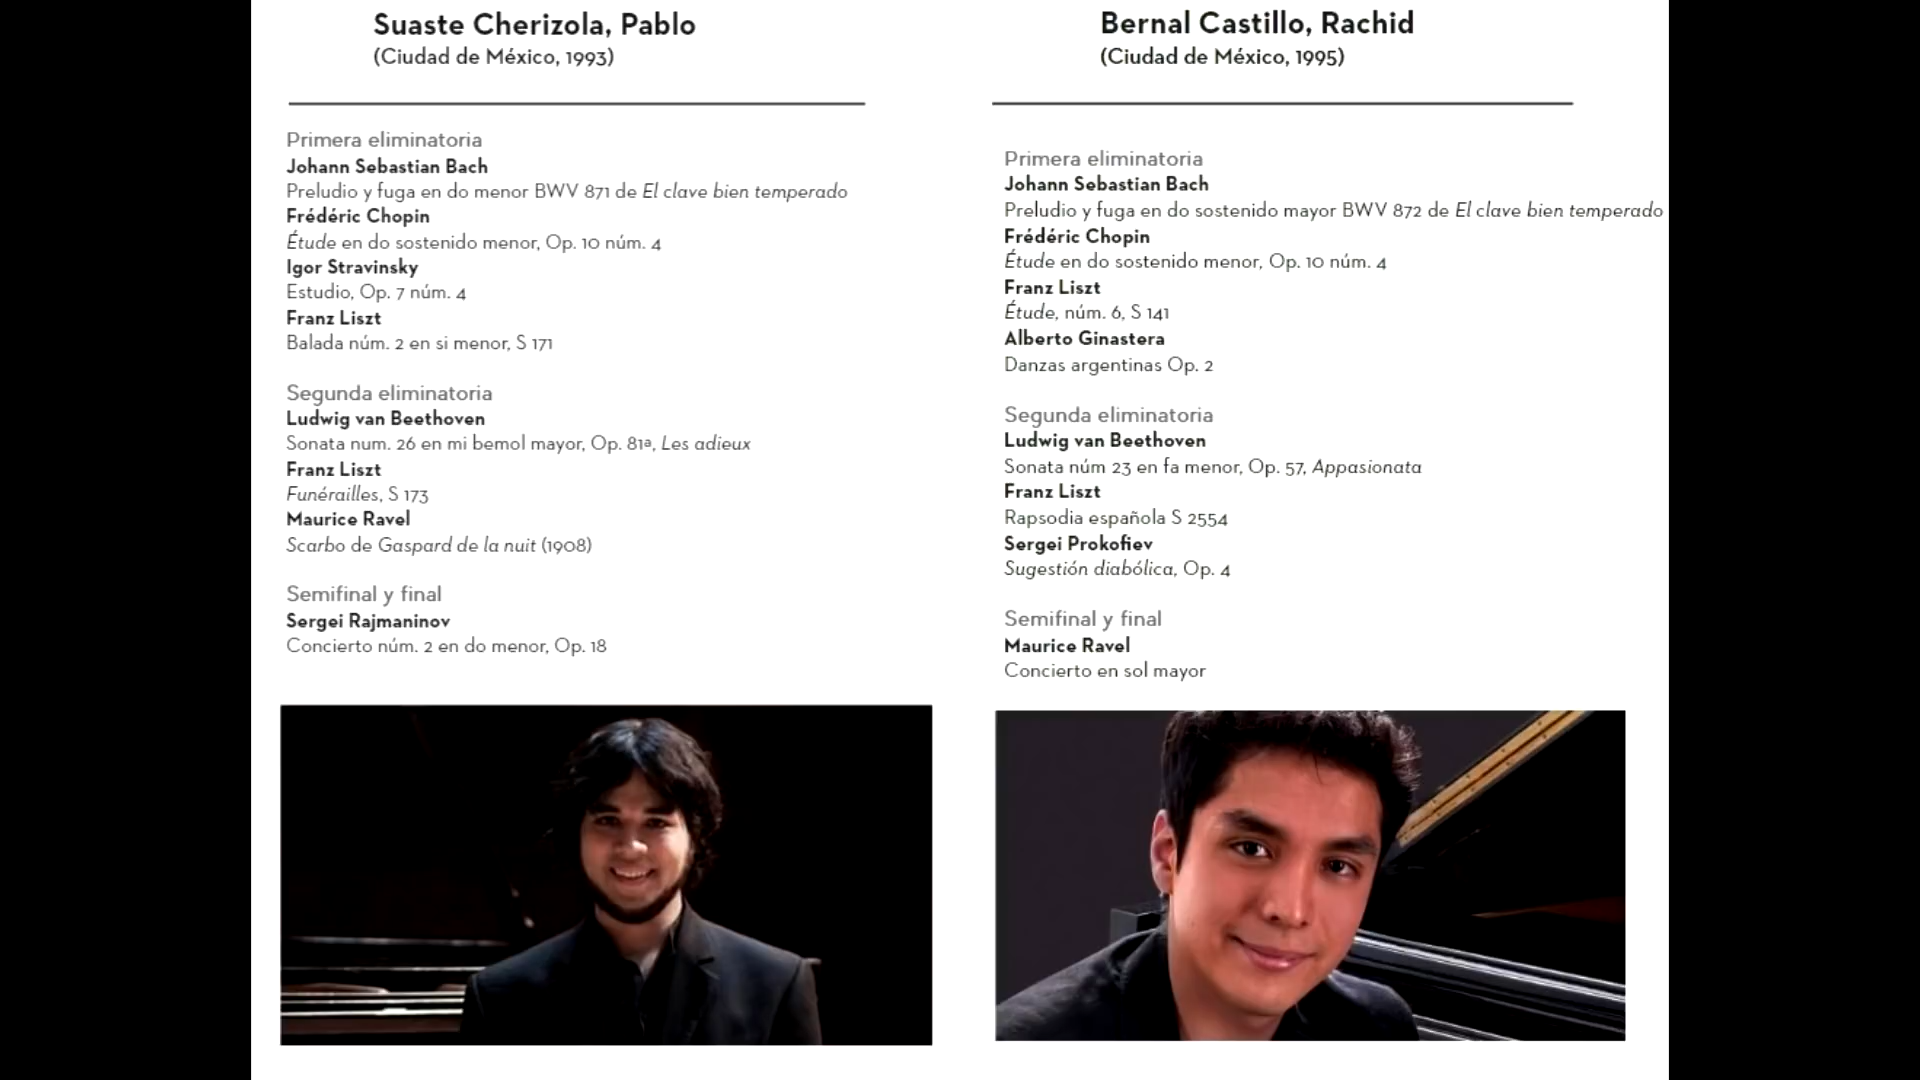 Suaste Cherizola, Pablo
(Ciudad de México, 1993)
Primera eliminatoria
Johann Sebastian Bach
Preludio y fuga en do menor BWV 871 de El clave bien temperado
Frédéric Chopin
Étude en do sostenido menor, Op. 10 núm. 4
Igor Stravinsky
Estudio, Op. 7 núm. 4
Franz Liszt
Balada núm. 2 en si menor, S 171
Segunda eliminatoria
Ludwig van Beethoven
Sonata num. 26 en mi bemol mayor, Op. 81ª, Les adieux
Franz Liszt
Funérailles, S 173
Maurice Ravel
Scarbo de Gaspard de la nuit (1908)
Semifinal y final
Sergei Rajmaninov
Concierto núm. 2 en do menor, Op. 18
Bernal Castillo, Rachid
(Ciudad de México, 1995)
Primera eliminatoria
Johann Sebastian Bach
Preludio y fuga en do sostenido mayor BWV 872 de El clave bien temperado
Frédéric Chopin
Étude en do sostenido menor, Op. 10 núm. 4
Franz Liszt
Étude, núm. 6, S 141
Alberto Ginastera
Danzas argentinas Op. 2
Segunda eliminatoria
Ludwig van Beethoven
Sonata núm 23 en fa menor, Op. 57, Appasionata
Franz Liszt
Rapsodia española S 2554
Sergei Prokofiev
Sugestión diabólica, Op. 4
Semifinal y final
Maurice Ravel
Concierto en sol mayor